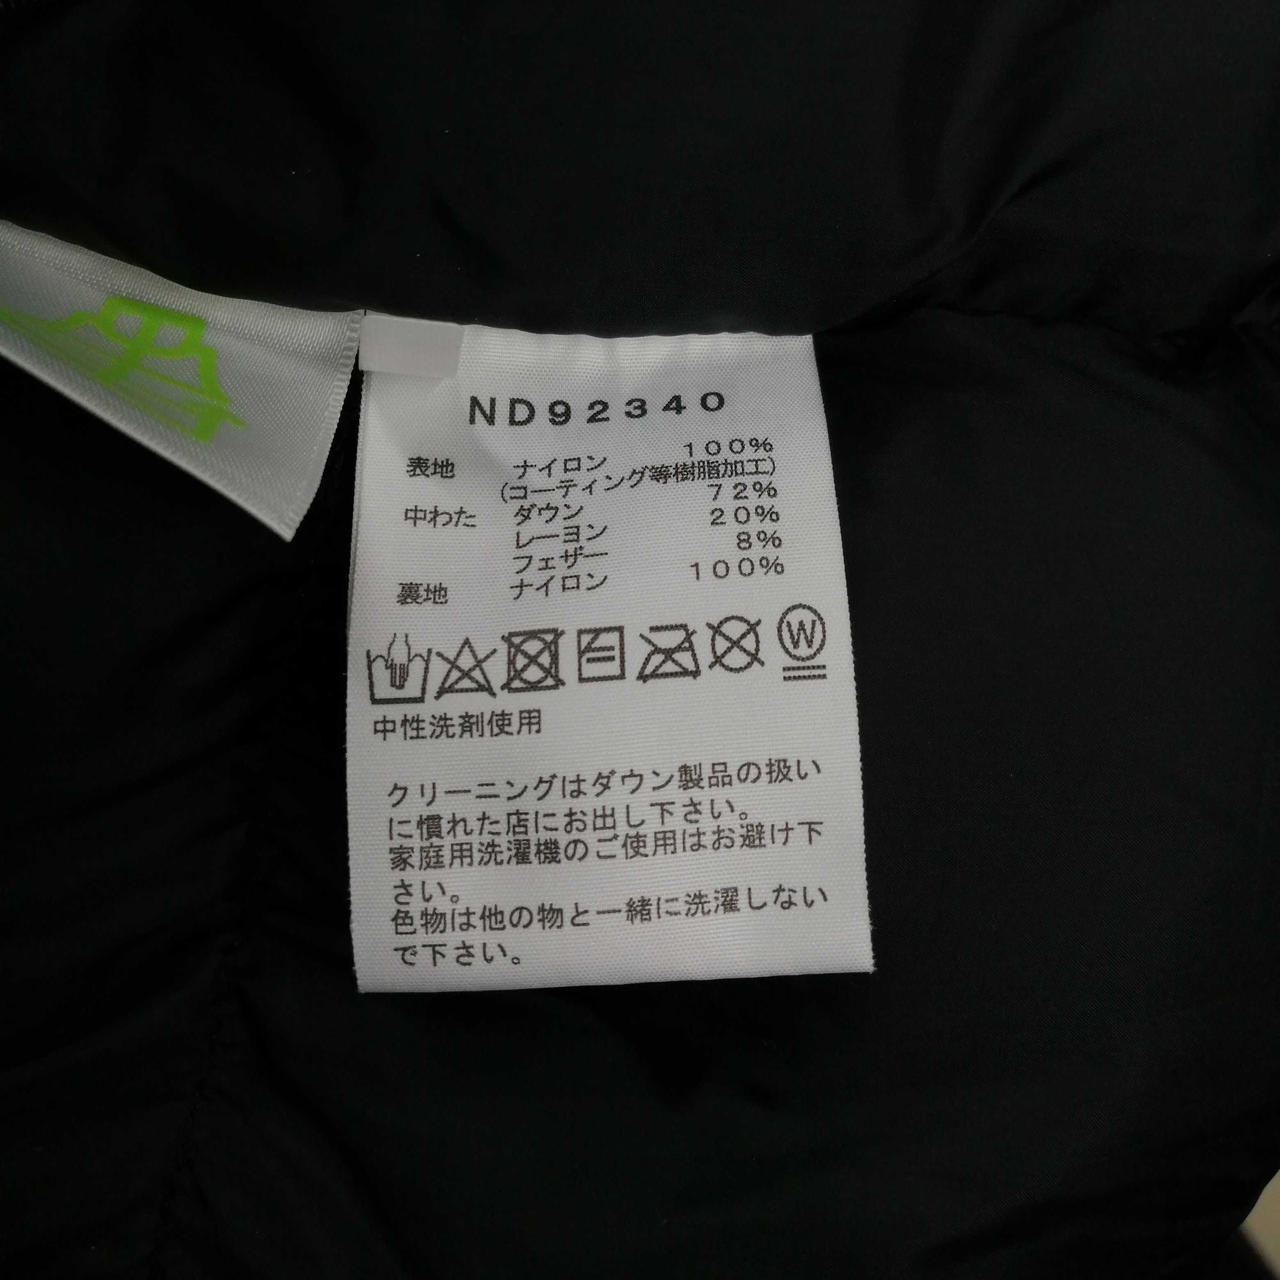 ND92340
表地 ナイロン 100%
(コーティング等樹脂加工)
中わた ダウン 72%
レーヨン 20%
フェザー 8%
裏地 ナイロン 100%
W
中性洗剤使用
クリーニングはダウン製品の扱い
に慣れた店にお出し下さい。
家庭用洗濯機のご使用はお避け下
さい。
色物は他の物と一緒に洗濯しない
で下さい。